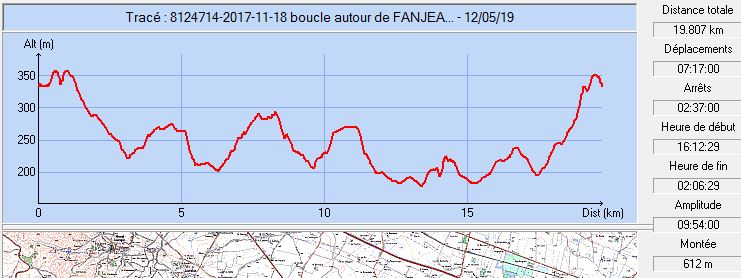 Tracé : 8124714-2017-11-18 boucle autour de FANJEA... - 12/05/19
Alt (m)
350
300
250
200
0
5
10
15
Dist (km)
Distance totale
19.807 km
Déplacements
07:17:00
Arrêts
02:37:00
Heure de début
16:12:29
Heure de fin
02:06:29
Amplitude
09:54:00
Montée
612 m